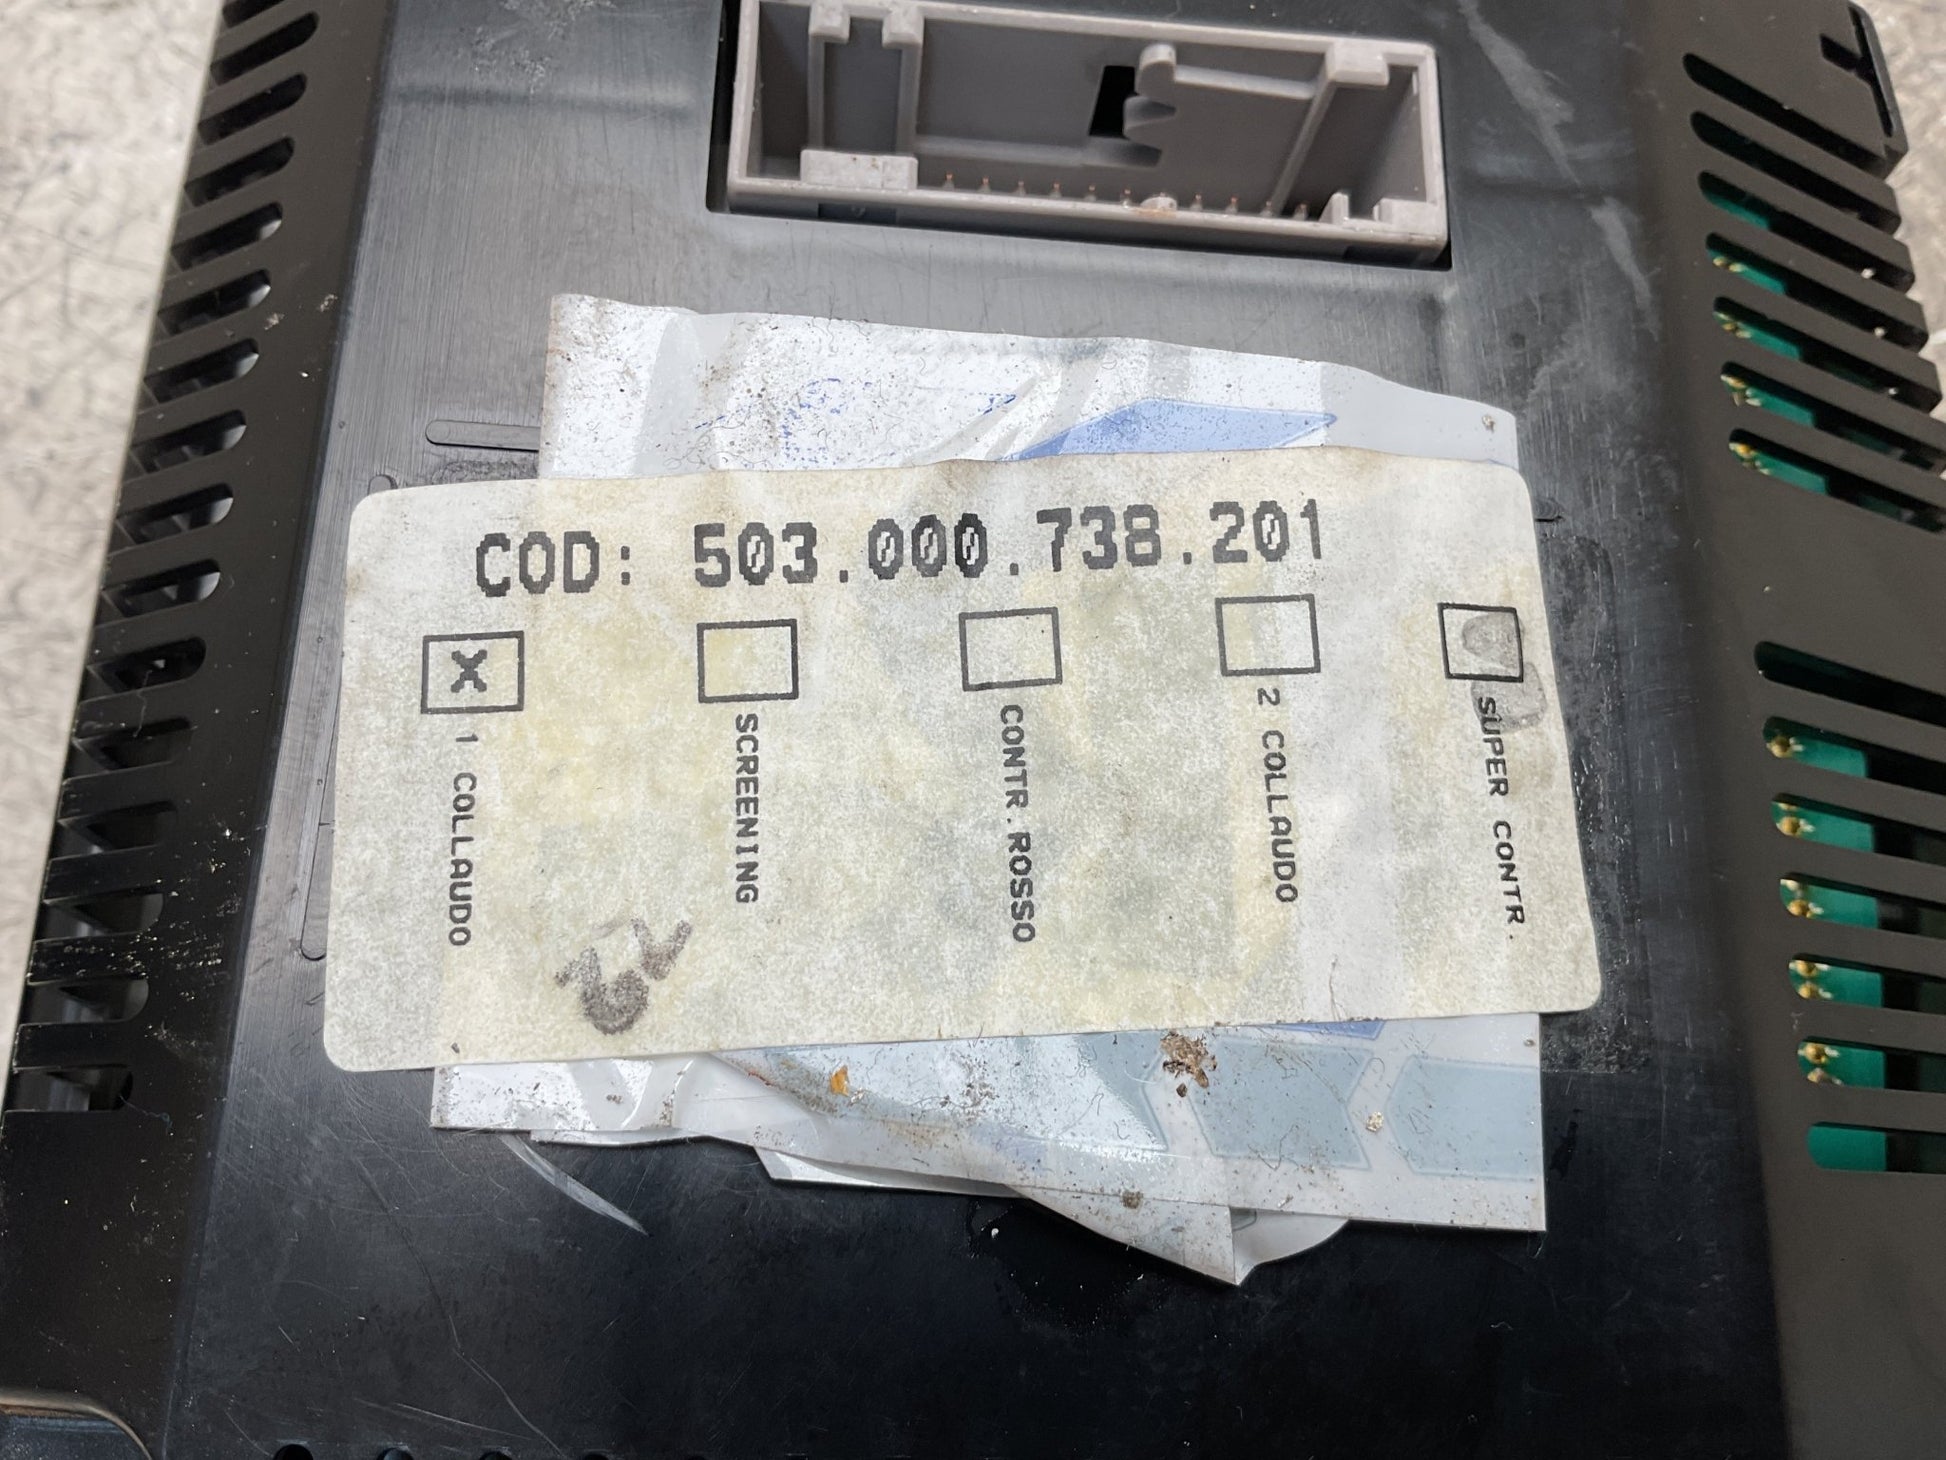 COD: 503.000.738.201
X
1 COLLAUDO
SCREENING
CONTR.ROSSO
2 COLLAUDO
SUPER CONTR.